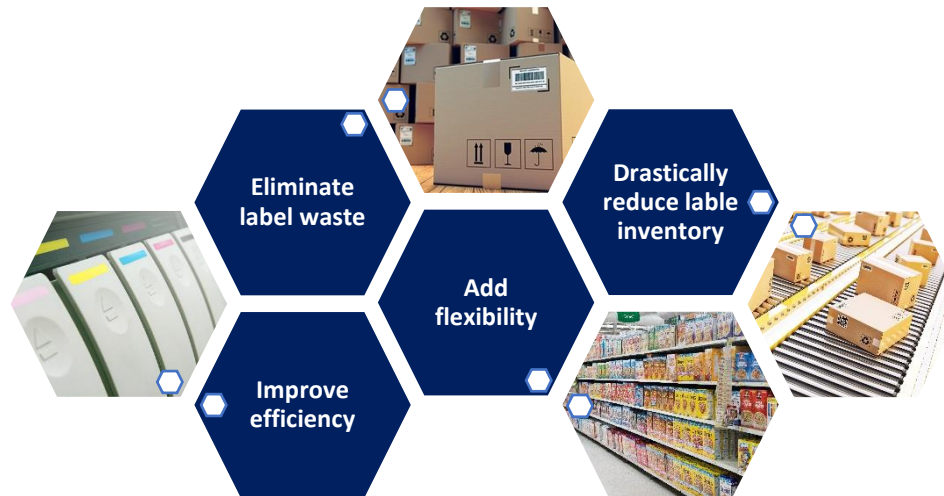 Eliminate
label waste
Drastically
reduce lable
inventory
Add
flexibility
Improve
efficiency